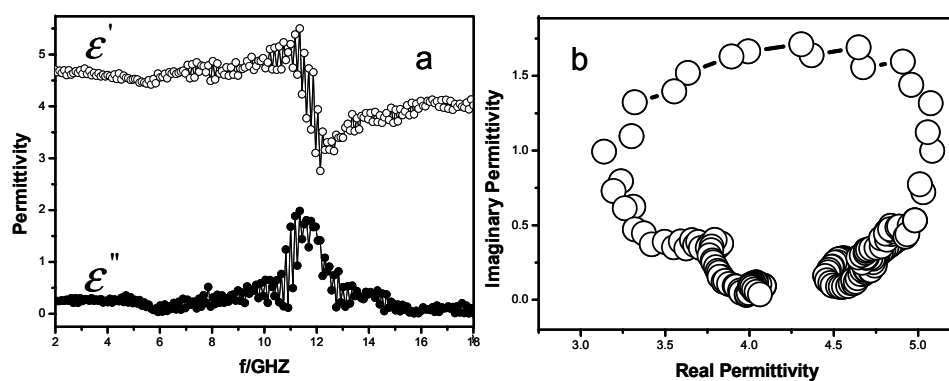 a
ε'
ε"
Permittivity
5
4
3
2
1
0
2 4 6 8 10 12 14 16 18
f/GHZ
b
Imaginary Permittivity
1.5
1.0
0.5
0.0
3.0 3.5 4.0 4.5 5.0
Real Permittivity